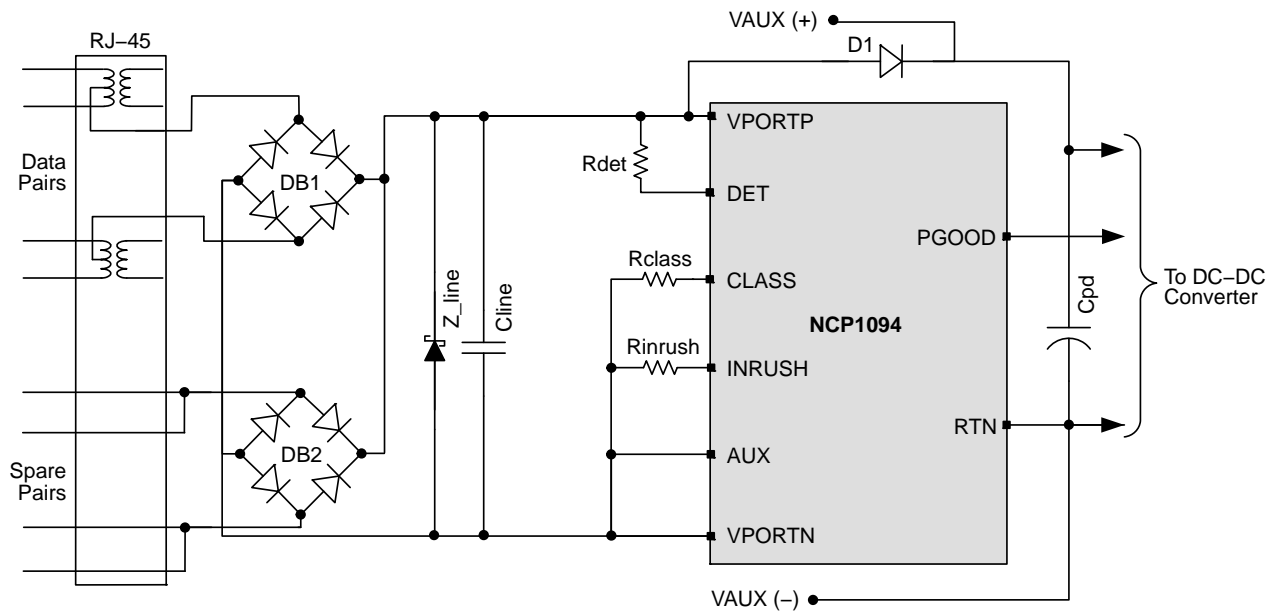 VAUX (+)
RJ–45
D1
VPORTP
Rdet
Data
Pairs
DB1
DET
PGOOD
Rclass
CLASS
Z_line
Cline
Cpd
To DC–DC
Converter
NCP1094
Rinrush
INRUSH
RTN
DB2
AUX
Spare
Pairs
VPORTN
VAUX (–)